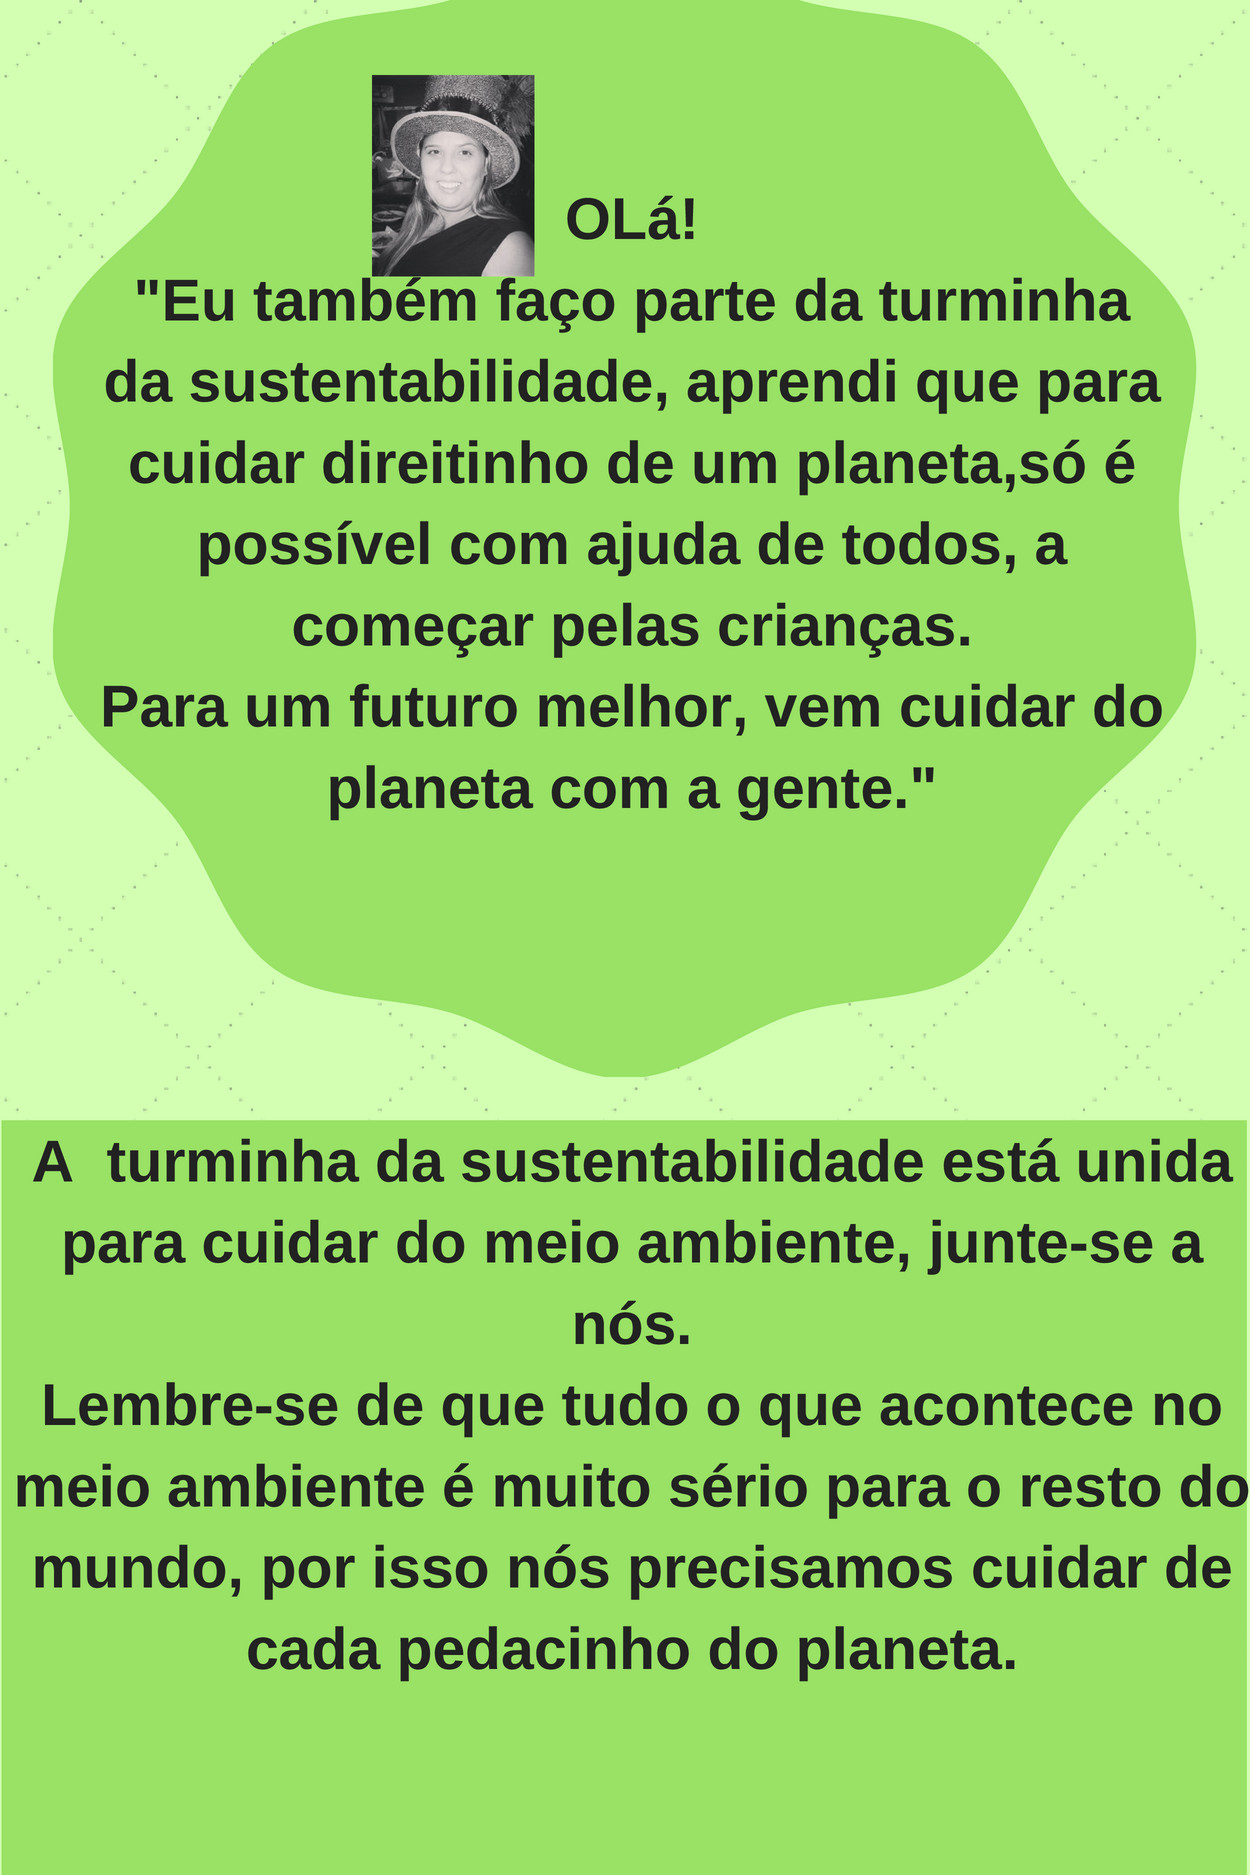 OLá!
"Eu também faço parte da turminha
da sustentabilidade, aprendi que para
cuidar direitinho de um planeta,só é
possível com ajuda de todos, a
começar pelas crianças.
Para um futuro melhor, vem cuidar do
planeta com a gente."
A  turminha da sustentabilidade está unida
para cuidar do meio ambiente, junte-se a
nós.
Lembre-se de que tudo o que acontece no
meio ambiente é muito sério para o resto do
mundo, por isso nós precisamos cuidar de
cada pedacinho do planeta.